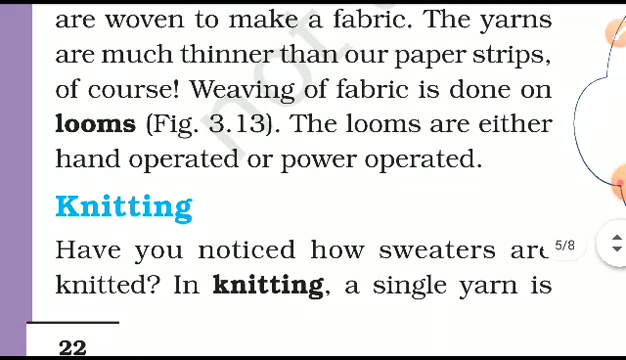 are woven to make a fabric. The yarns
are much thinner than our paper strips,
of course! Weaving of fabric is done on
looms (Fig. 3.13). The looms are either
hand operated or power operated.
Knitting
Have you noticed how sweaters are
5/8
knitted? In knitting, a single yarn is
22